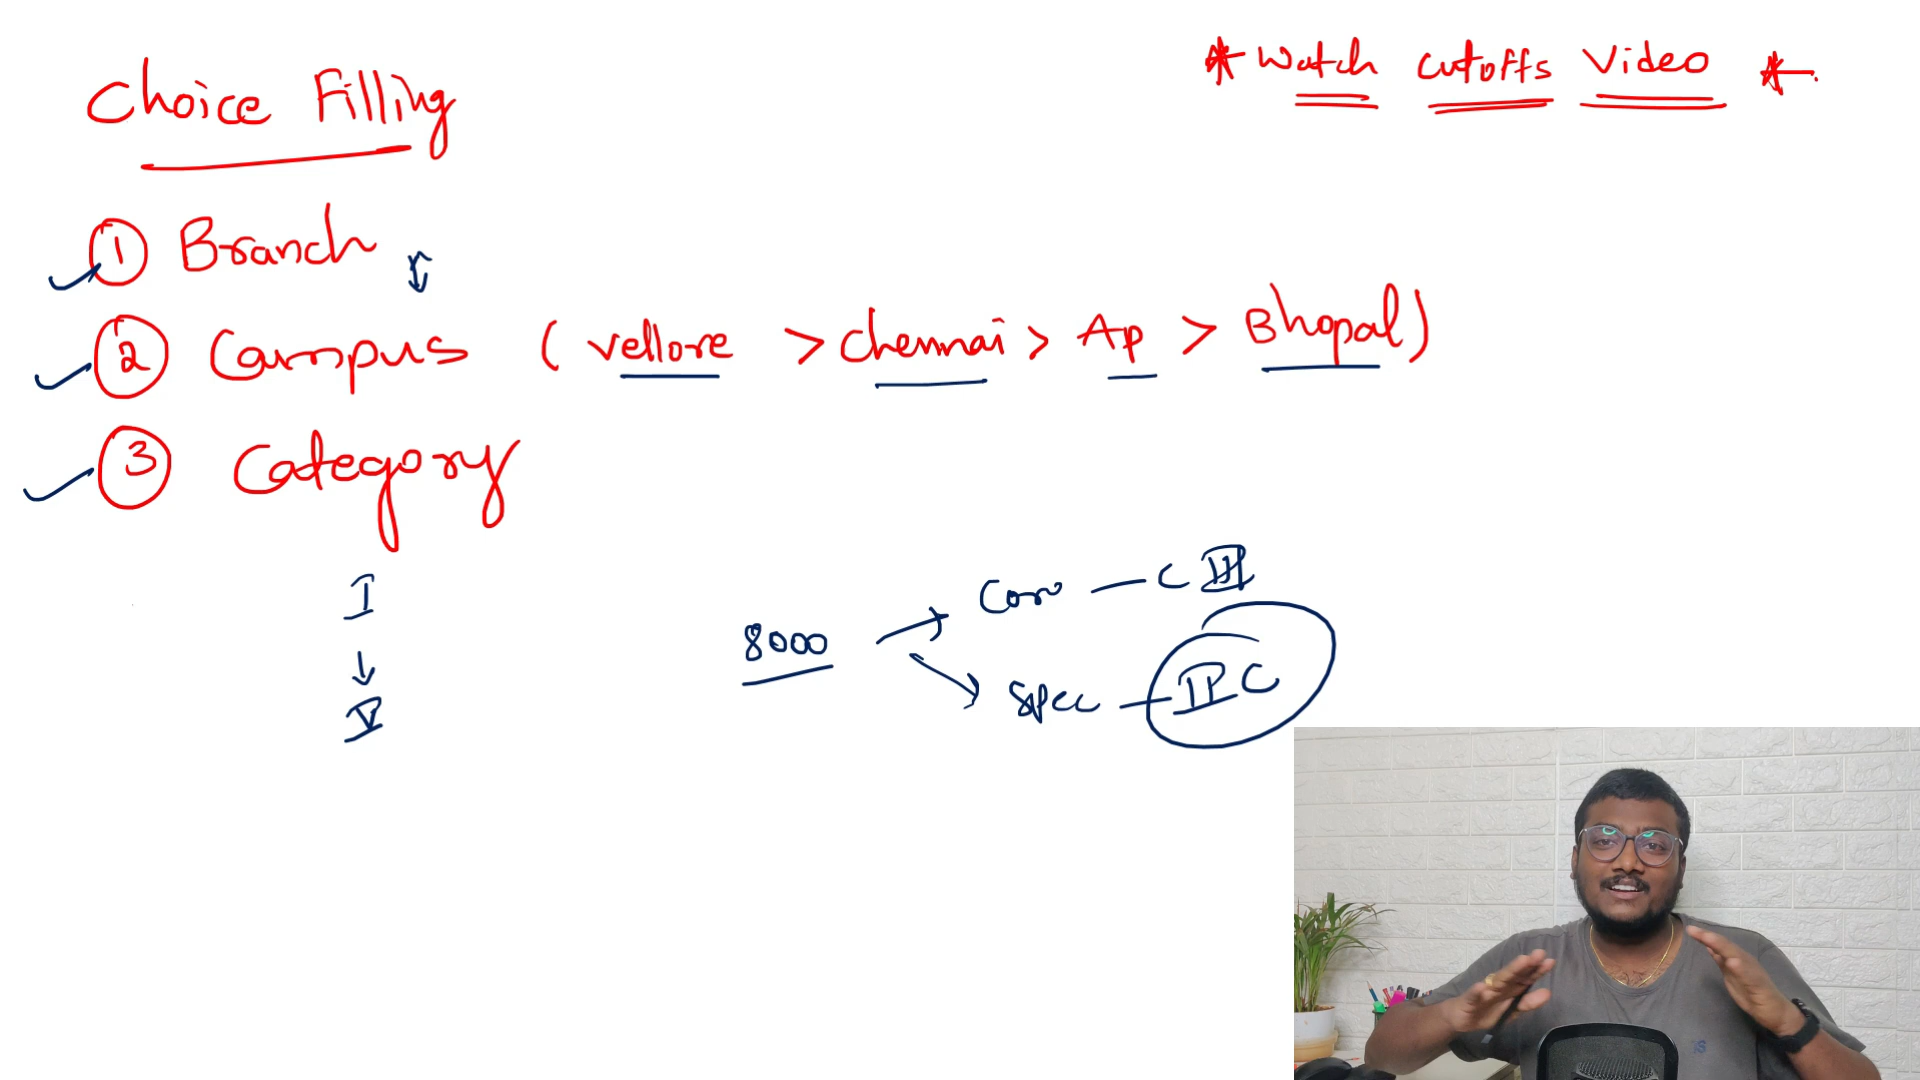 * Watch cutoffs Video *
Choice Filling
1 Branch
2 Campus (vellore > chennai > Ap > Bhopal)
3 Category
I
V
8000
Core — C III
Spec — II C